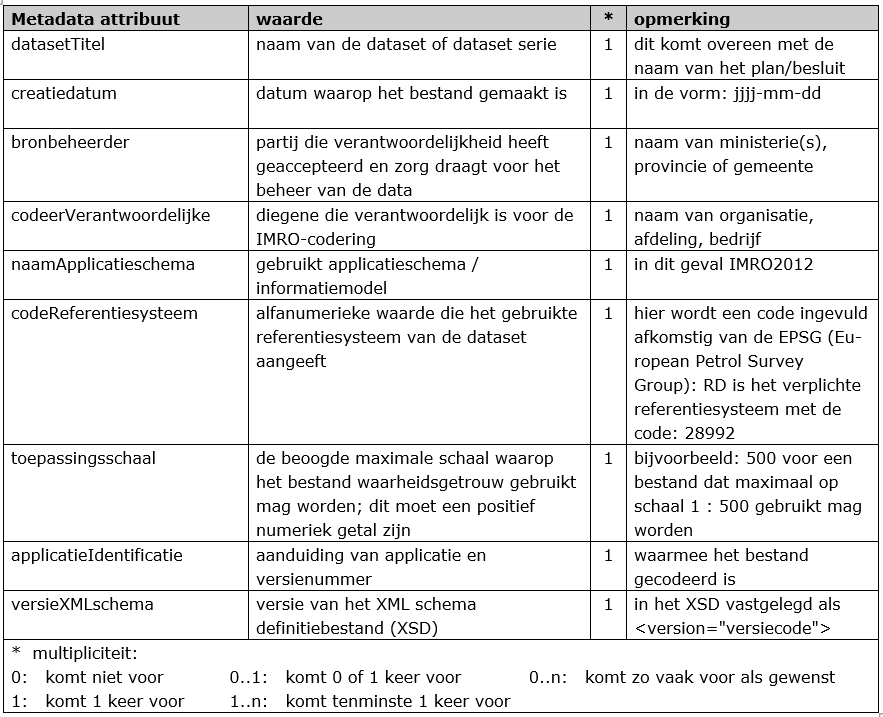 Metadata attribuut waarde * opmerking
datasetTitel naam van de dataset of dataset serie 1 dit komt overeen met de
naam van het plan/besluit
creatiedatum datum waarop het bestand gemaakt is 1 in de vorm: jjjj-mm-dd
bronbeheerder partij die verantwoordelijkheid heeft 1 naam van ministerie(s),
geaccepteerd en zorg draagt voor het provincie of gemeente
beheer van de data
codeerVerantwoordelijke diegene die verantwoordelijk is voor de 1 naam van organisatie,
IMRO-codering afdeling, bedrijf
naamApplicatieschema gebruikt applicatieschema / 1 in dit geval IMRO2012
informatiemodel
codeReferentiesysteem alfanumerieke waarde die het gebruikte 1 hier wordt een code ingevuld
referentiesysteem van de dataset afkomstig van de EPSG (Eu-
aangeeft ropean Petrol Survey
Group): RD is het verplichte
referentiesysteem met de
code: 28992
toepassingsschaal de beoogde maximale schaal waarop 1 bijvoorbeeld: 500 voor een
het bestand waarheidsgetrouw gebruikt bestand dat maximaal op
mag worden; dit moet een positief schaal 1 : 500 gebruikt mag
numeriek getal zijn worden
applicatieIdentificatie aanduiding van applicatie en 1 waarmee het bestand
versienummer gecodeerd is
versieXMLschema versie van het XML schema 1 in het XSD vastgelegd als
definitiebestand (XSD) <version="versiecode">
* multipliciteit:
0: komt niet voor 0..1: komt 0 of 1 keer voor 0..n: komt zo vaak voor als gewenst
1: komt 1 keer voor 1..n: komt tenminste 1 keer voor